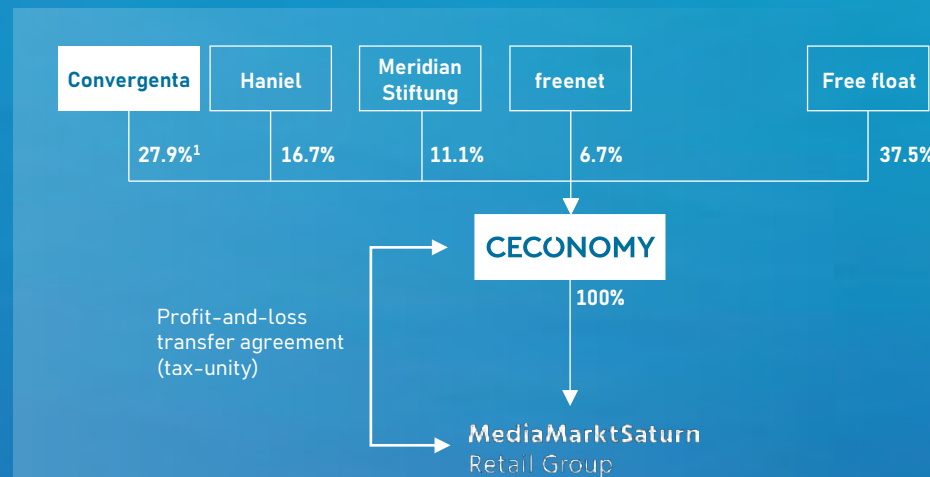 Convergenta
Haniel
Meridian
Stiftung
freenet
Free float
27.9%¹
16.7%
11.1%
6.7%
37.5%
CECONOMY
100%
Profit-and-loss
transfer agreement
(tax-unity)
MediaMarktSaturn
Retail Group